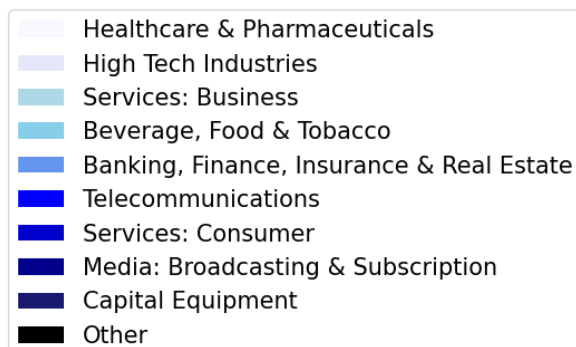 Healthcare & Pharmaceuticals
High Tech Industries
Services: Business
Beverage, Food & Tobacco
Banking, Finance, Insurance & Real Estate
Telecommunications
Services: Consumer
Media: Broadcasting & Subscription
Capital Equipment
Other